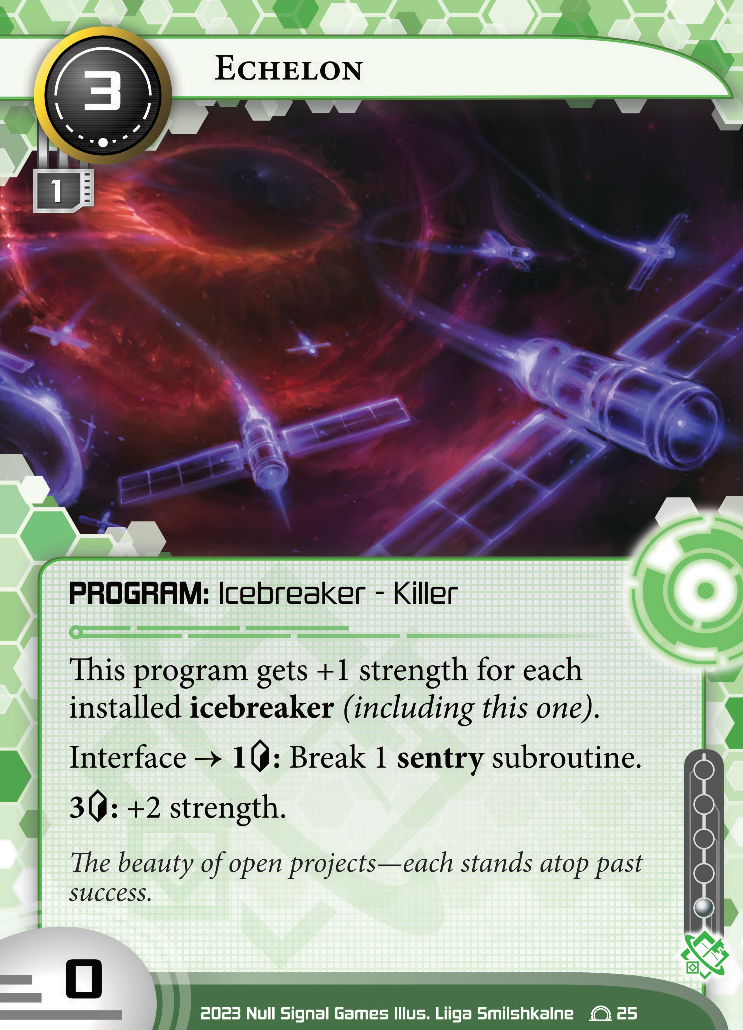 3
Echelon
1
PROGRAM: Icebreaker - Killer
This program gets +1 strength for each
installed icebreaker (including this one).
Interface → 1: Break 1 sentry subroutine.
3: +2 strength.
The beauty of open projects—each stands atop past
success.
0
2023 Null Signal Games Illus. Liiga Smilshkalne 25